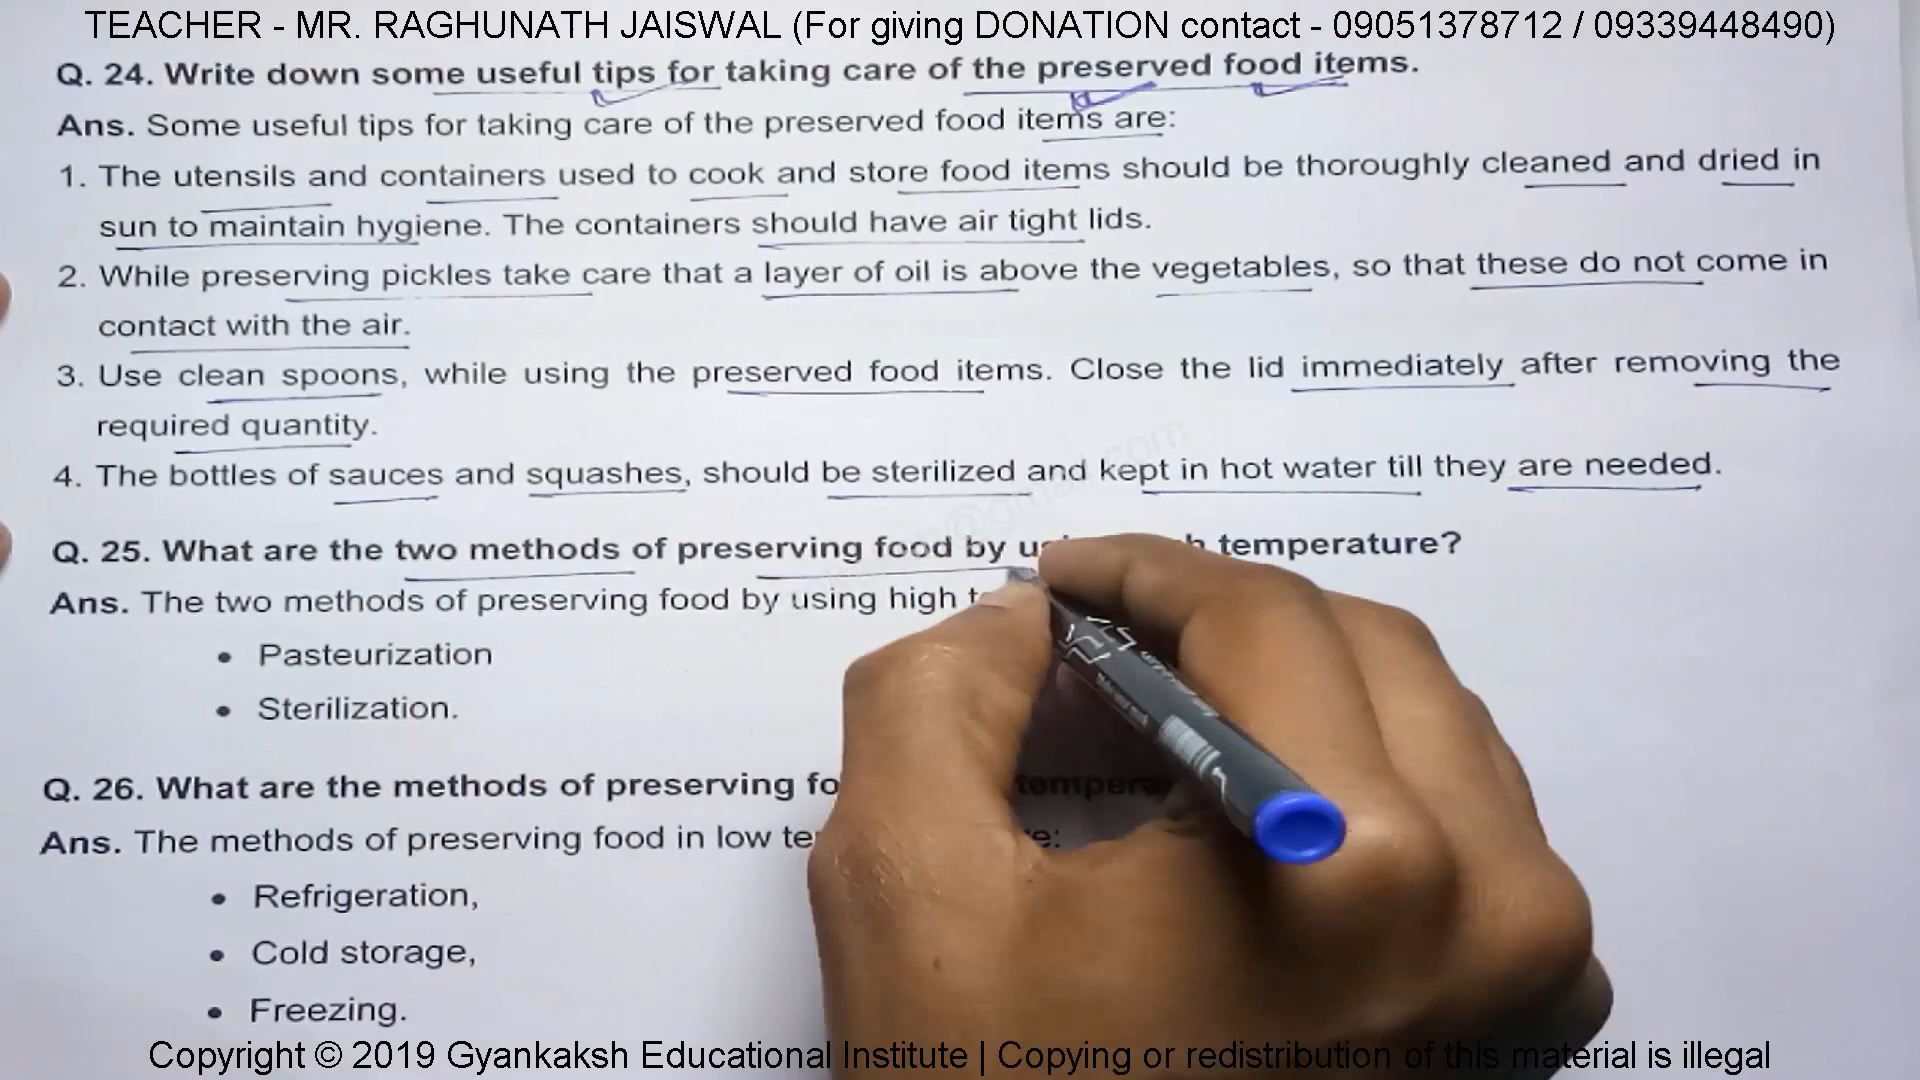 TEACHER - MR. RAGHUNATH JAISWAL (For giving DONATION contact - 09051378712 / 09339448490)
Q. 24. Write down some useful tips for taking care of the preserved food items.
Ans. Some useful tips for taking care of the preserved food items are:
1. The utensils and containers used to cook and store food items should be thoroughly cleaned and dried in
sun to maintain hygiene. The containers should have air tight lids.
2. While preserving pickles take care that a layer of oil is above the vegetables, so that these do not come in
contact with the air.
3. Use clean spoons, while using the preserved food items. Close the lid immediately after removing the
required quantity.
4. The bottles of sauces and squashes, should be sterilized and kept in hot water till they are needed.
Q. 25. What are the two methods of preserving food by temperature?
Ans. The two methods of preserving food by using high
• Pasteurization
• Sterilization.
Q. 26. What are the methods of preserving
Ans. The methods of preserving food in low
• Refrigeration,
• Cold storage,
• Freezing.
Copyright © 2019 Gyankaksh Educational Institute | Copying or redistribution of this material is illegal